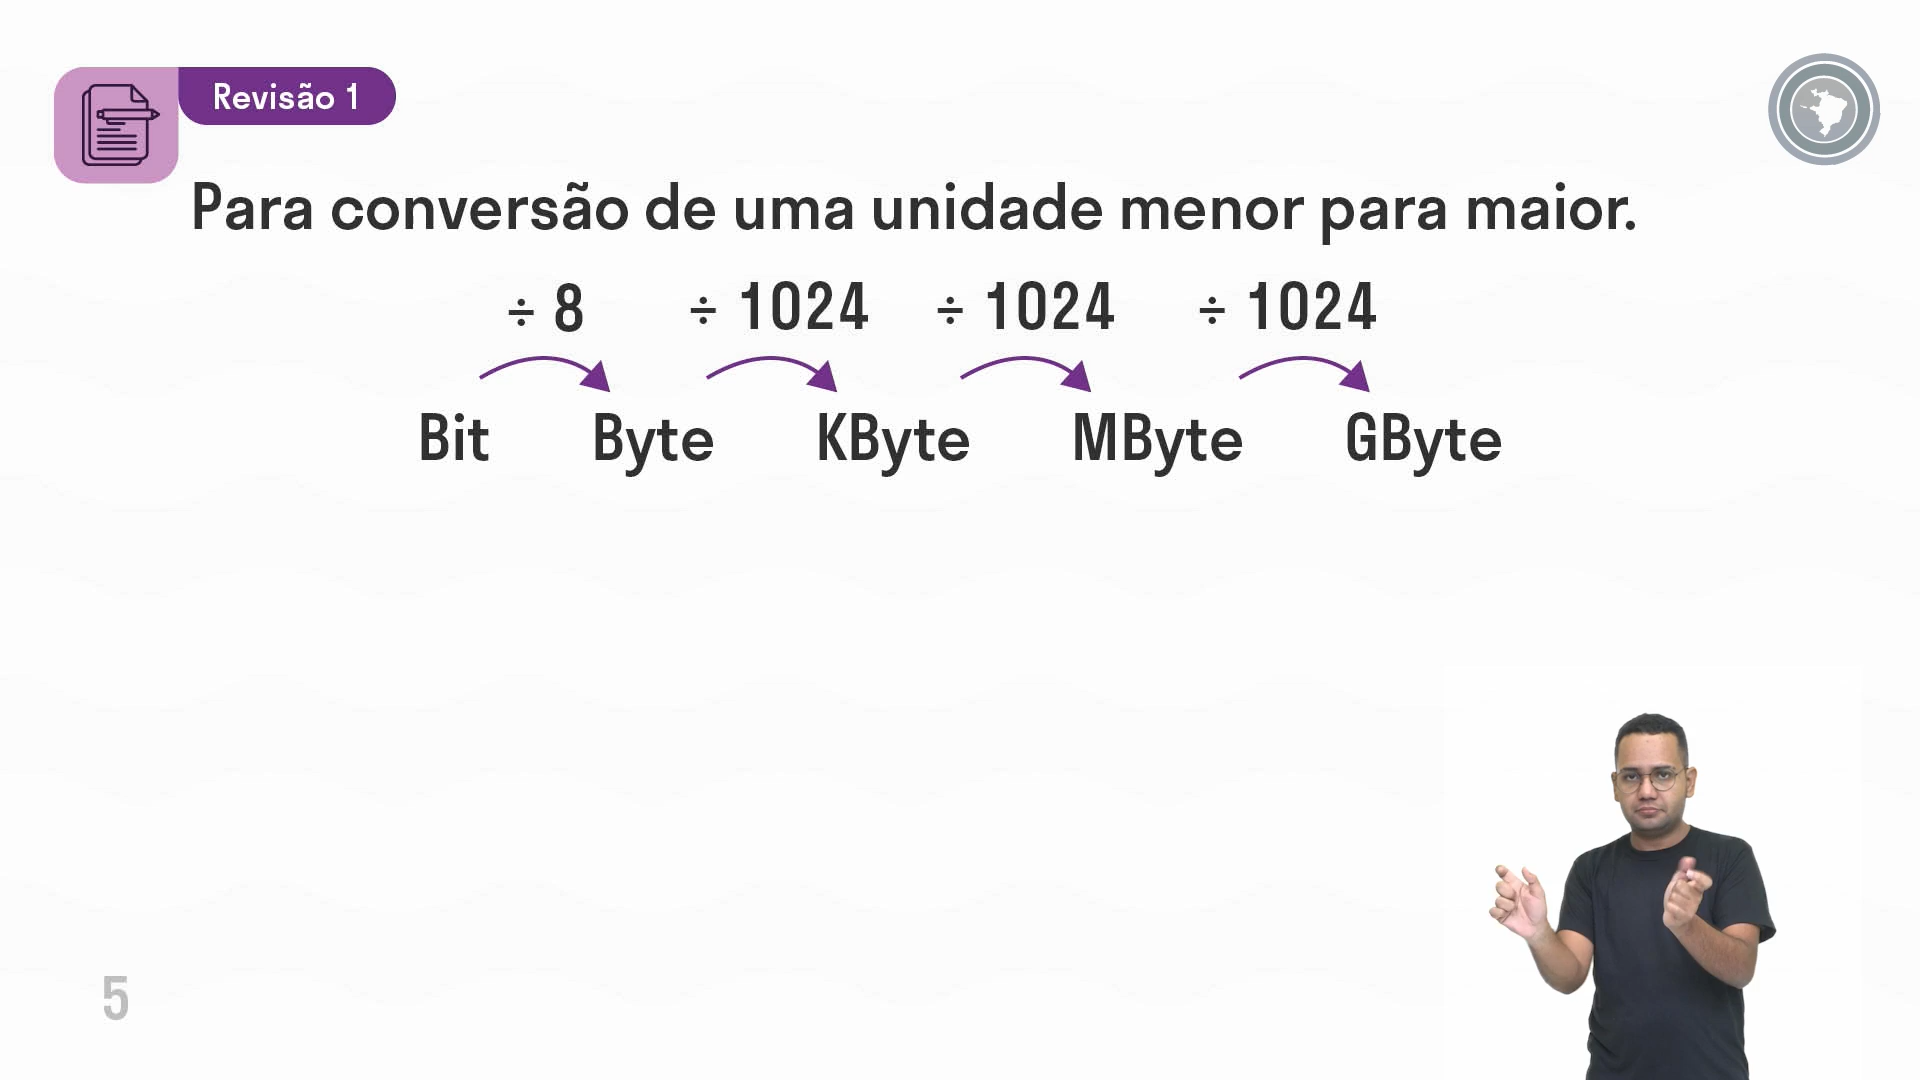 Revisão 1
Para conversão de uma unidade menor para maior.
÷ 8 ÷ 1024 ÷ 1024 ÷ 1024
Bit Byte KByte MByte GByte
5